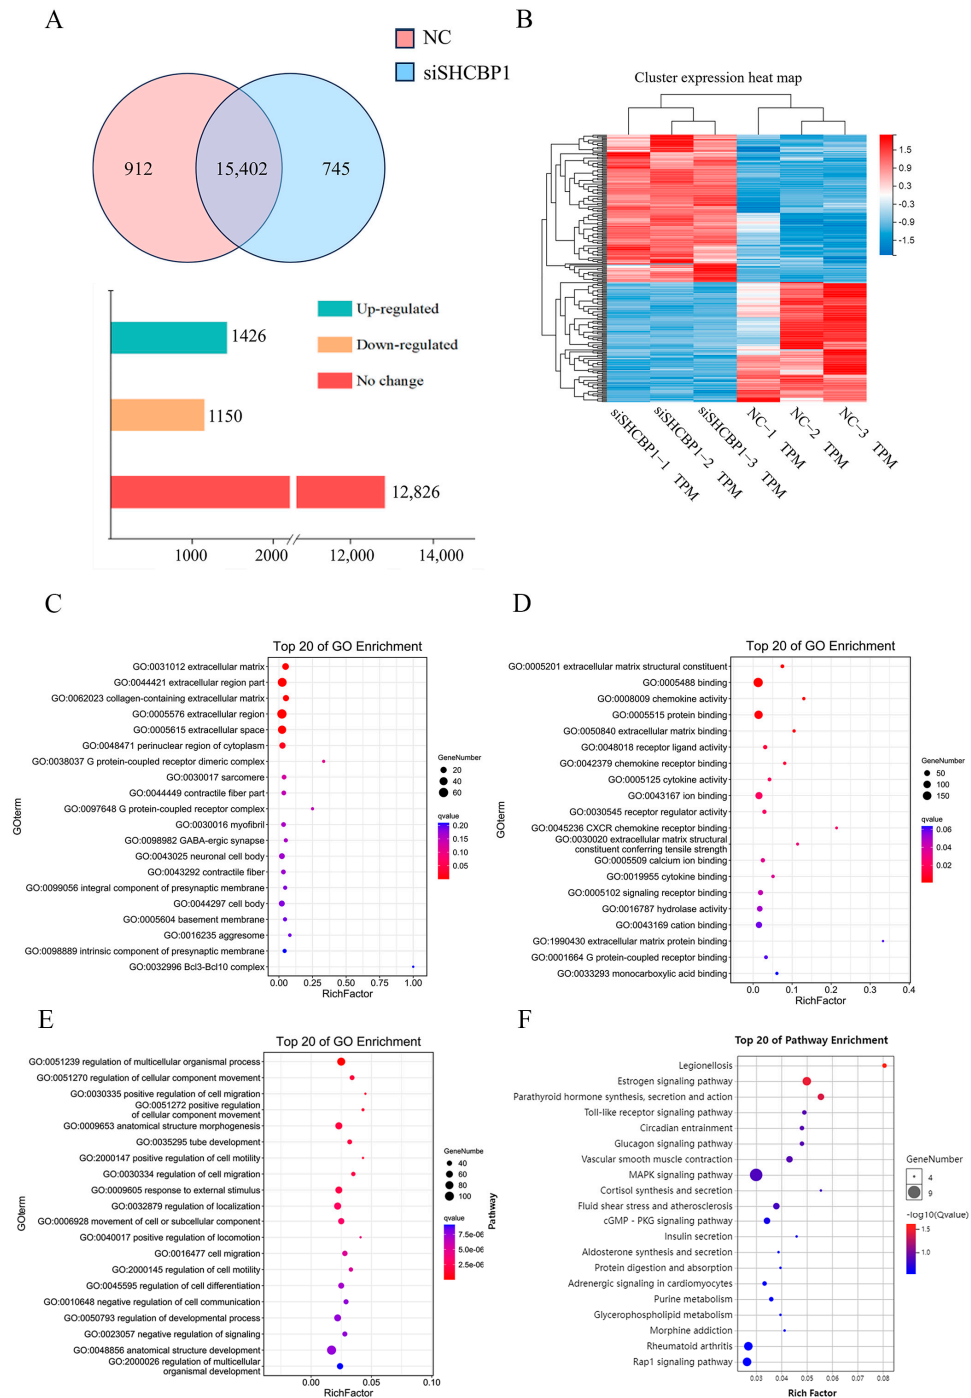 A
NC
siSHCBP1
912
15,402
745
Up-regulated
Down-regulated
No change
1426
1150
12,826
1000
2000
12,000
14,000
B
Cluster expression heat map
1.5
0.9
0.3
-0.3
-0.9
-1.5
siSHCBP1-1 TPM
siSHCBP1-2 TPM
siSHCBP1-3 TPM
NC-1 TPM
NC-2 TPM
NC-3 TPM
C
Top 20 of GO Enrichment
GO:0031012 extracellular matrix
GO:0044421 extracellular region part
GO:0062023 collagen-containing extracellular matrix
GO:0005576 extracellular region
GO:0005615 extracellular space
GO:0048471 perinuclear region of cytoplasm
GO:0038037 G protein-coupled receptor dimeric complex
GO:0030017 sarcomere
GO:0044449 contractile fiber part
GO:0097648 G protein-coupled receptor complex
GO:0030016 myofibril
GO:0098982 GABA-ergic synapse
GO:0043025 neuronal cell body
GO:0043292 contractile fiber
GO:0099056 integral component of presynaptic membrane
GO:0044297 cell body
GO:0005604 basement membrane
GO:0016235 aggresome
GO:0098889 intrinsic component of presynaptic membrane
GO:0032996 Bcl3-Bcl10 complex
GOterm
0.00
0.25
0.50
0.75
1.00
RichFactor
GeneNumber
20
40
60
qvalue
0.20
0.15
0.10
0.05
D
Top 20 of GO Enrichment
GO:0005201 extracellular matrix structural constituent
GO:0005488 binding
GO:0008009 chemokine activity
GO:0005515 protein binding
GO:0050840 extracellular matrix binding
GO:0048018 receptor ligand activity
GO:0042379 chemokine receptor binding
GO:0005125 cytokine activity
GO:0043167 ion binding
GO:0030545 receptor regulator activity
GO:0045236 CXCR chemokine receptor binding
GO:0030020 extracellular matrix structural
constituent conferring tensile strength
GO:0005509 calcium ion binding
GO:0019955 cytokine binding
GO:0005102 signaling receptor binding
GO:0016787 hydrolase activity
GO:0043169 cation binding
GO:1990430 extracellular matrix protein binding
GO:0001664 G protein-coupled receptor binding
GO:0033293 monocarboxylic acid binding
GOterm
0.0
0.1
0.2
0.3
0.4
RichFactor
GeneNumber
50
100
150
qvalue
0.06
0.04
0.02
E
Top 20 of GO Enrichment
GO:0051239 regulation of multicellular organismal process
GO:0051270 regulation of cellular component movement
GO:0030335 positive regulation of cell migration
GO:0051272 positive regulation
of cellular component movement
GO:0009653 anatomical structure morphogenesis
GO:0035295 tube development
GO:2000147 positive regulation of cell motility
GO:0030334 regulation of cell migration
GO:0009605 response to external stimulus
GO:0032879 regulation of localization
GO:0006928 movement of cell or subcellular component
GO:0040017 positive regulation of locomotion
GO:0016477 cell migration
GO:2000145 regulation of cell motility
GO:0045595 regulation of cell differentiation
GO:0010648 negative regulation of cell communication
GO:0050793 regulation of developmental process
GO:0023057 negative regulation of signaling
GO:0048856 anatomical structure development
GO:2000026 regulation of multicellular
organismal development
GOterm
0.00
0.05
0.10
RichFactor
GeneNumber
40
60
80
100
qvalue
7.5e-06
5.0e-06
2.5e-06
F
Top 20 of Pathway Enrichment
Legionellosis
Estrogen signaling pathway
Parathyroid hormone synthesis, secretion and action
Toll-like receptor signaling pathway
Circadian entrainment
Glucagon signaling pathway
Vascular smooth muscle contraction
MAPK signaling pathway
Cortisol synthesis and secretion
Fluid shear stress and atherosclerosis
cGMP - PKG signaling pathway
Insulin secretion
Aldosterone synthesis and secretion
Protein digestion and absorption
Adrenergic signaling in cardiomyocytes
Purine metabolism
Glycerophospholipid metabolism
Morphine addiction
Rheumatoid arthritis
Rap1 signaling pathway
Pathway
0.03
0.04
0.05
0.06
0.07
0.08
Rich Factor
GeneNumber
4
9
-log10(Qvalue)
1.5
1.0